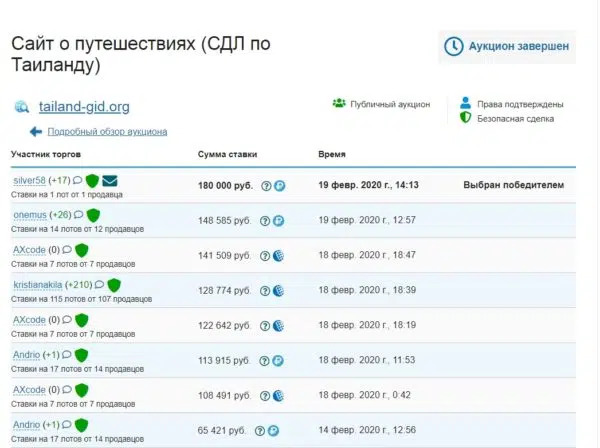 Сайт о путешествиях (СДЛ по
Таиланду)
Аукцион завершен
tailand-gid.org
Публичный аукцион
Права подтверждены
Безопасная сделка
Подробный обзор аукциона
Участник торгов Сумма ставки Время
silver58 (+17)
180 000 руб. 19 февр. 2020 г., 14:13 Выбран победителем
Ставки на 1 лот от 1 продавца
onemus (+26)
148 585 руб. 19 февр. 2020 г., 12:57
Ставки на 14 лотов от 12 продавцов
AXcode (0)
141 509 руб. 18 февр. 2020 г., 18:47
Ставки на 7 лотов от 7 продавцов
kristianakila (+210)
128 774 руб. 18 февр. 2020 г., 18:39
Ставки на 115 лотов от 107 продавцов
AXcode (0)
122 642 руб. 18 февр. 2020 г., 18:19
Ставки на 7 лотов от 7 продавцов
Andrio (+1)
113 915 руб. 18 февр. 2020 г., 11:53
Ставки на 17 лотов от 14 продавцов
AXcode (0)
108 491 руб. 18 февр. 2020 г., 0:42
Ставки на 7 лотов от 7 продавцов
Andrio (+1)
65 421 руб. 14 февр. 2020 г., 12:56
Ставки на 17 лотов от 14 продавцов